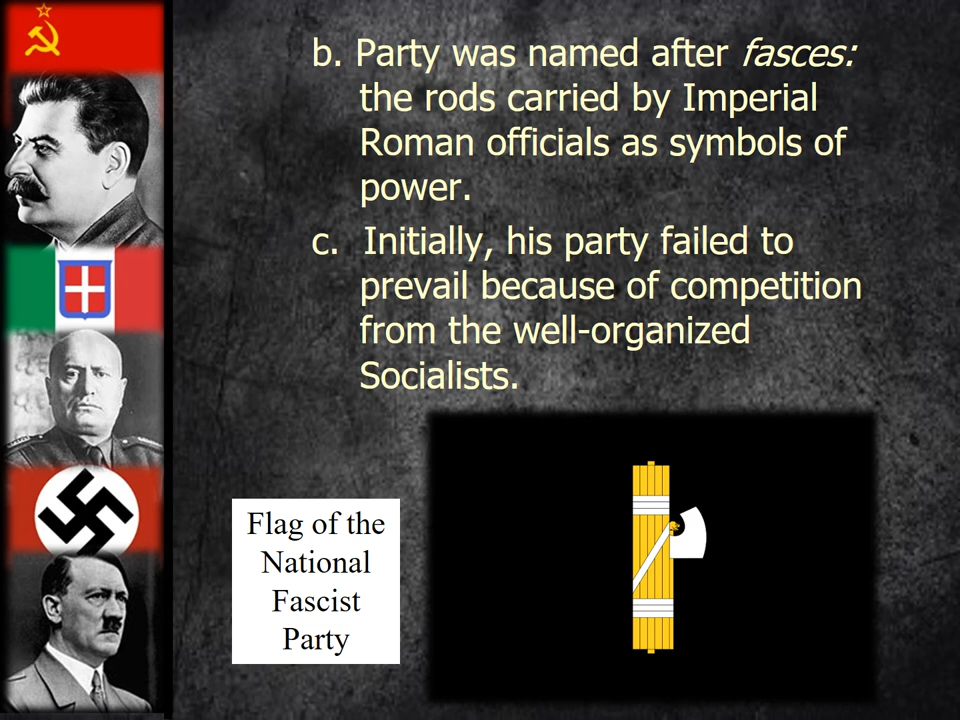 b. Party was named after fasces:
the rods carried by Imperial
Roman officials as symbols of
power.
c. Initially, his party failed to
prevail because of competition
from the well-organized
Socialists.
Flag of the
National
Fascist
Party